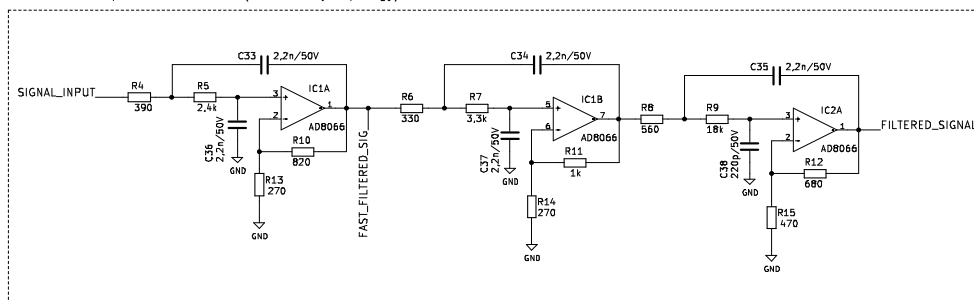 C33 2,2n/50V
C34 2,2n/50V
C35 2,2n/50V
SIGNAL_INPUT
R4
390
R5
2,4k
C36
2,2n/50V
GND
3
2
1
IC1A
AD8066
R10
820
R13
270
GND
FAST_FILTERED_SIG
R6
330
R7
3,3k
C37
2,2n/50V
GND
5
6
7
IC1B
AD8066
R11
1k
R14
270
GND
R8
560
R9
18k
C38
220p/50V
GND
3
2
1
IC2A
AD8066
R12
680
R15
470
GND
FILTERED_SIGNAL